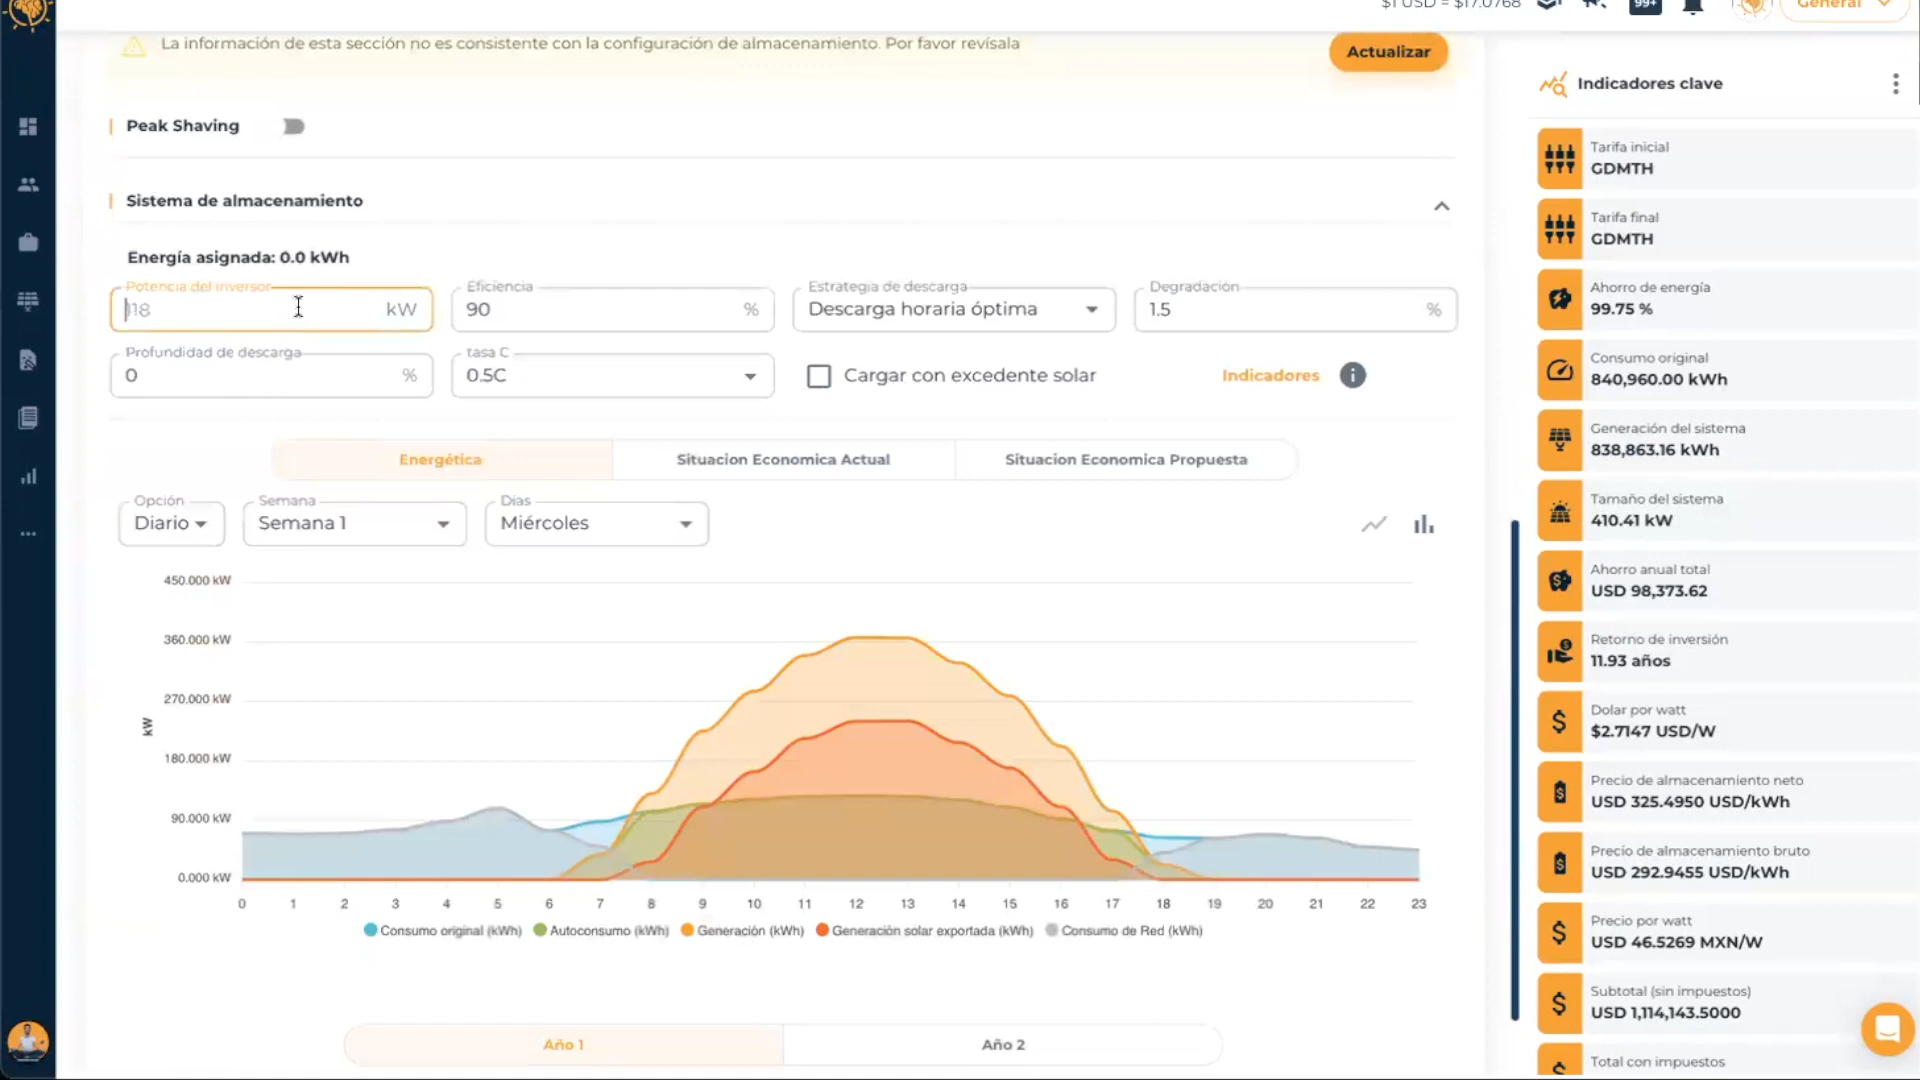 $1 USD = $17.0768
99+
General
La información de esta sección no es consistente con la configuración de almacenamiento. Por favor revísala
Actualizar
Peak Shaving
Sistema de almacenamiento
Energía asignada: 0.0 kWh
Potencia del inversor
118 kW
Eficiencia
90 %
Estrategia de descarga
Descarga horaria óptima
Degradación
1.5 %
Profundidad de descarga
0 %
tasa C
0.5C
Cargar con excedente solar
Indicadores
Energética
Situacion Economica Actual
Situacion Economica Propuesta
Opción
Diario
Semana
Semana 1
Dias
Miércoles
450.000 kW
360.000 kW
270.000 kW
180.000 kW
90.000 kW
0.000 kW
kW
0 1 2 3 4 5 6 7 8 9 10 11 12 13 14 15 16 17 18 19 20 21 22 23
Consumo original (kWh) Autoconsumo (kWh) Generación (kWh) Generación solar exportada (kWh) Consumo de Red (kWh)
Año 1
Año 2
Indicadores clave
Tarifa inicial
GDMTH
Tarifa final
GDMTH
Ahorro de energía
99.75 %
Consumo original
840,960.00 kWh
Generación del sistema
838,863.16 kWh
Tamaño del sistema
410.41 kW
Ahorro anual total
USD 98,373.62
Retorno de inversión
11.93 años
Dolar por watt
$2.7147 USD/W
Precio de almacenamiento neto
USD 325.4950 USD/kWh
Precio de almacenamiento bruto
USD 292.9455 USD/kWh
Precio por watt
USD 46.5269 MXN/W
Subtotal (sin impuestos)
USD 1,114,143.5000
Total con impuestos